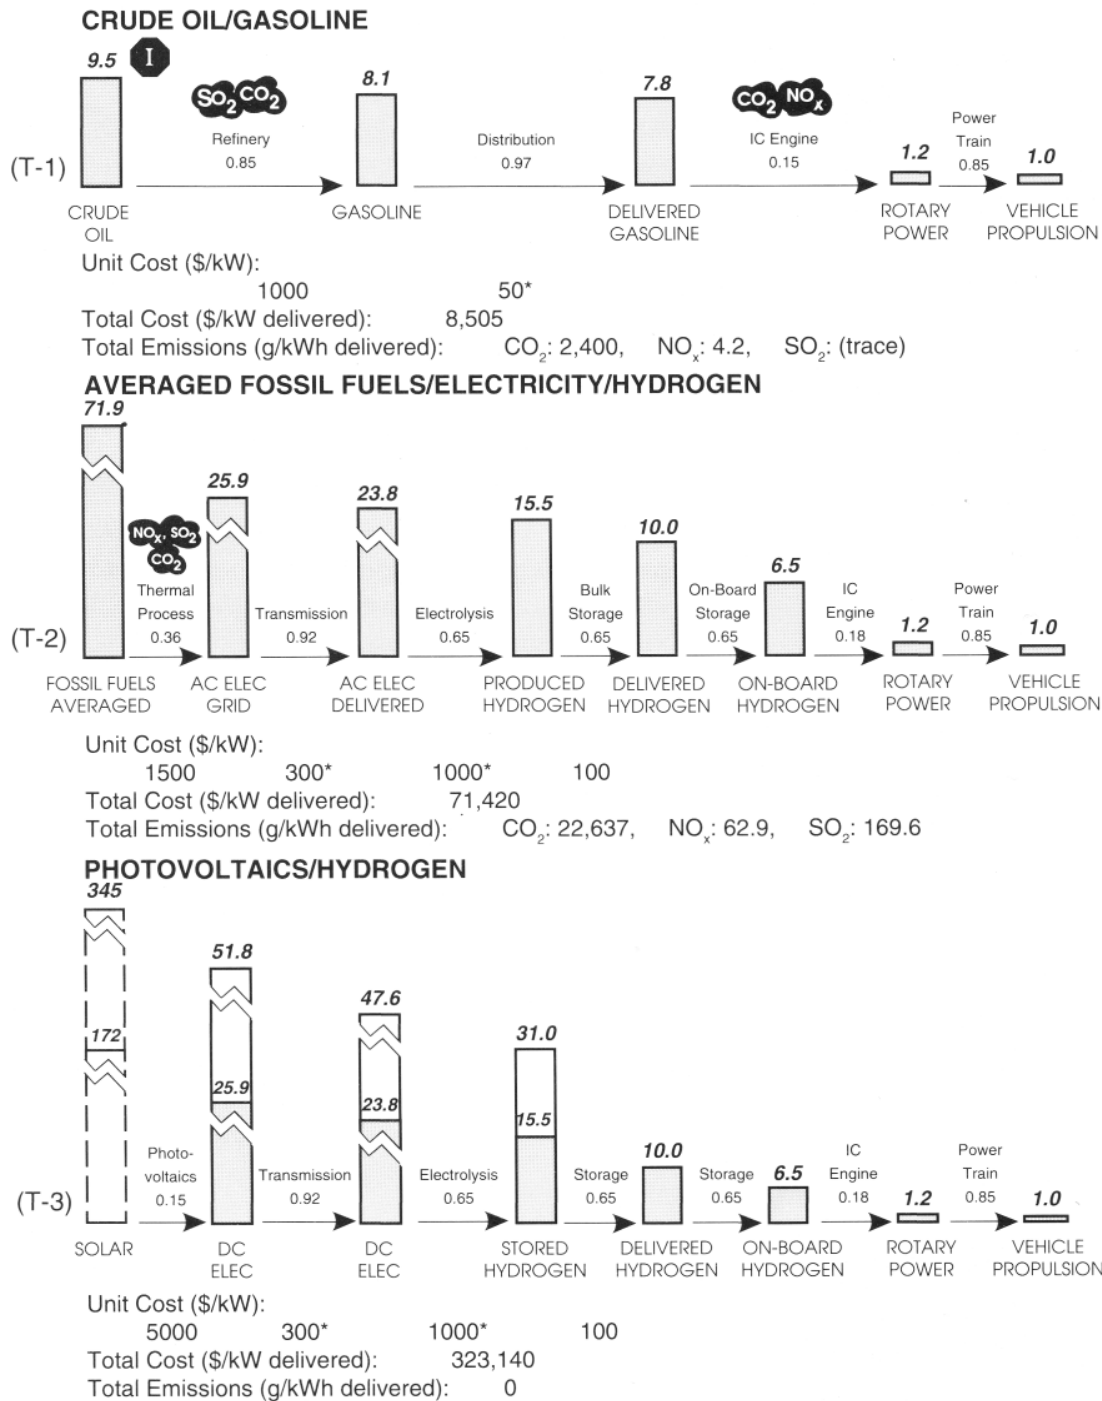 CRUDE OIL/GASOLINE
9.5 I 8.1 7.8
SO2 CO2 CO2 NOx
Refinery Distribution IC Engine Power Train
0.85 0.97 0.15 0.85
1.2 1.0
(T-1)
CRUDE OIL GASOLINE DELIVERED GASOLINE ROTARY POWER VEHICLE PROPULSION
Unit Cost ($/kW):
1000 50*
Total Cost ($/kW delivered): 8,505
Total Emissions (g/kWh delivered): CO2: 2,400, NOx: 4.2, SO2: (trace)
AVERAGED FOSSIL FUELS/ELECTRICITY/HYDROGEN
71.9 25.9 23.8 15.5 10.0 6.5 1.2 1.0
NOx, SO2
CO2
Thermal Process Transmission Electrolysis Bulk Storage On-Board Storage IC Engine Power Train
0.36 0.92 0.65 0.65 0.65 0.18 0.85
(T-2)
FOSSIL FUELS AVERAGED AC ELEC GRID AC ELEC DELIVERED PRODUCED HYDROGEN DELIVERED HYDROGEN ON-BOARD HYDROGEN ROTARY POWER VEHICLE PROPULSION
Unit Cost ($/kW):
1500 300* 1000* 100
Total Cost ($/kW delivered): 71,420
Total Emissions (g/kWh delivered): CO2: 22,637, NOx: 62.9, SO2: 169.6
PHOTOVOLTAICS/HYDROGEN
345 51.8 47.6 31.0
172 25.9 23.8 15.5 10.0 6.5 1.2 1.0
Photo-voltaics Transmission Electrolysis Storage Storage IC Engine Power Train
0.15 0.92 0.65 0.65 0.65 0.18 0.85
(T-3)
SOLAR DC ELEC DC ELEC STORED HYDROGEN DELIVERED HYDROGEN ON-BOARD HYDROGEN ROTARY POWER VEHICLE PROPULSION
Unit Cost ($/kW):
5000 300* 1000* 100
Total Cost ($/kW delivered): 323,140
Total Emissions (g/kWh delivered): 0